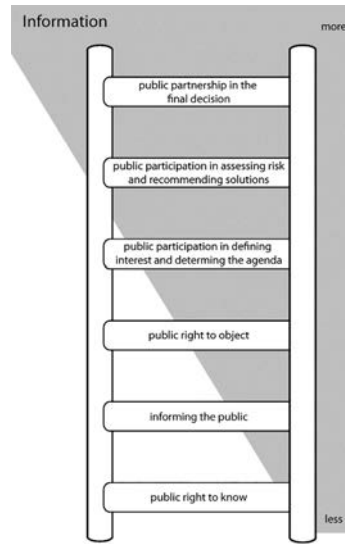 Information
more
public partnership in the
final decision
public participation in assessing risk
and recommending solutions
public participation in defining
interest and determing the agenda
public right to object
informing the public
public right to know
less